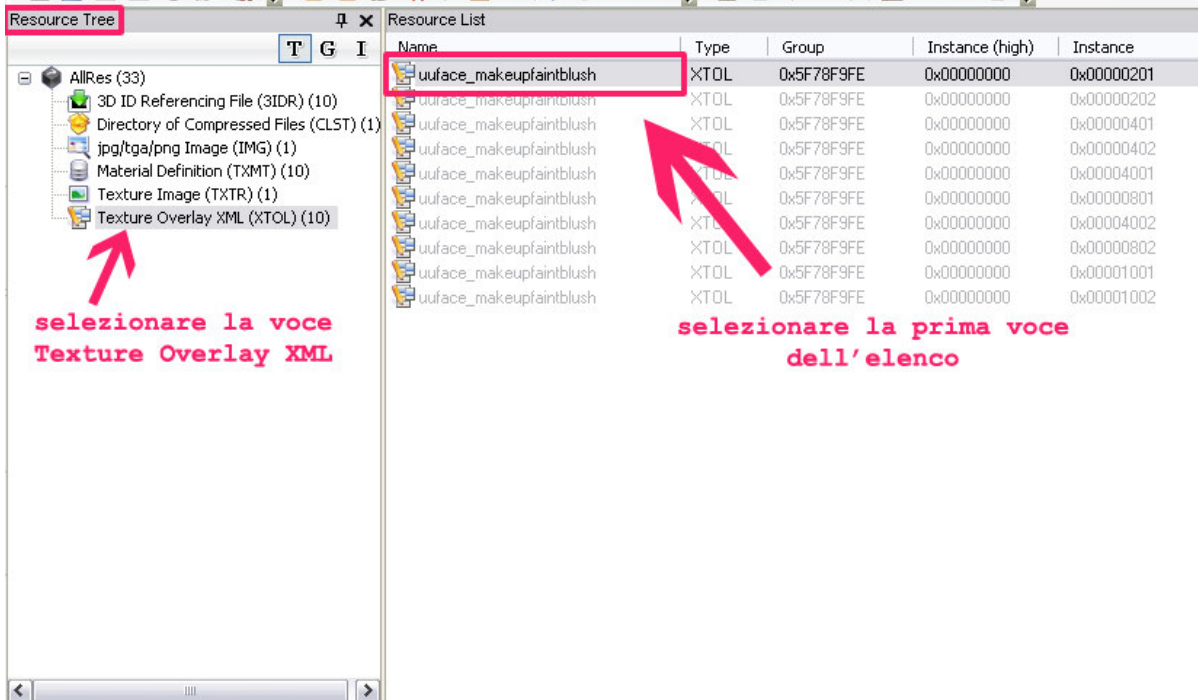 Resource Tree
T G I
AllRes (33)
3D ID Referencing File (3IDR) (10)
Directory of Compressed Files (CLST) (1)
jpg/tga/png Image (IMG) (1)
Material Definition (TXMT) (10)
Texture Image (TXTR) (1)
Texture Overlay XML (XTOL) (10)
selezionare la voce
Texture Overlay XML
Resource List
Name Type Group Instance (high) Instance
uuface_makeupfaintblush XTOL 0x5F78F9FE 0x00000000 0x00000201
uuface_makeupfaintblush XTOL 0x5F78F9FE 0x00000000 0x00000202
uuface_makeupfaintblush XTOL 0x5F78F9FE 0x00000000 0x00000401
uuface_makeupfaintblush XTOL 0x5F78F9FE 0x00000000 0x00000402
uuface_makeupfaintblush XTOL 0x5F78F9FE 0x00000000 0x00004001
uuface_makeupfaintblush XTOL 0x5F78F9FE 0x00000000 0x00000801
uuface_makeupfaintblush XTOL 0x5F78F9FE 0x00000000 0x00004002
uuface_makeupfaintblush XTOL 0x5F78F9FE 0x00000000 0x00000802
uuface_makeupfaintblush XTOL 0x5F78F9FE 0x00000000 0x00001001
uuface_makeupfaintblush XTOL 0x5F78F9FE 0x00000000 0x00001002
selezionare la prima voce
dell'elenco